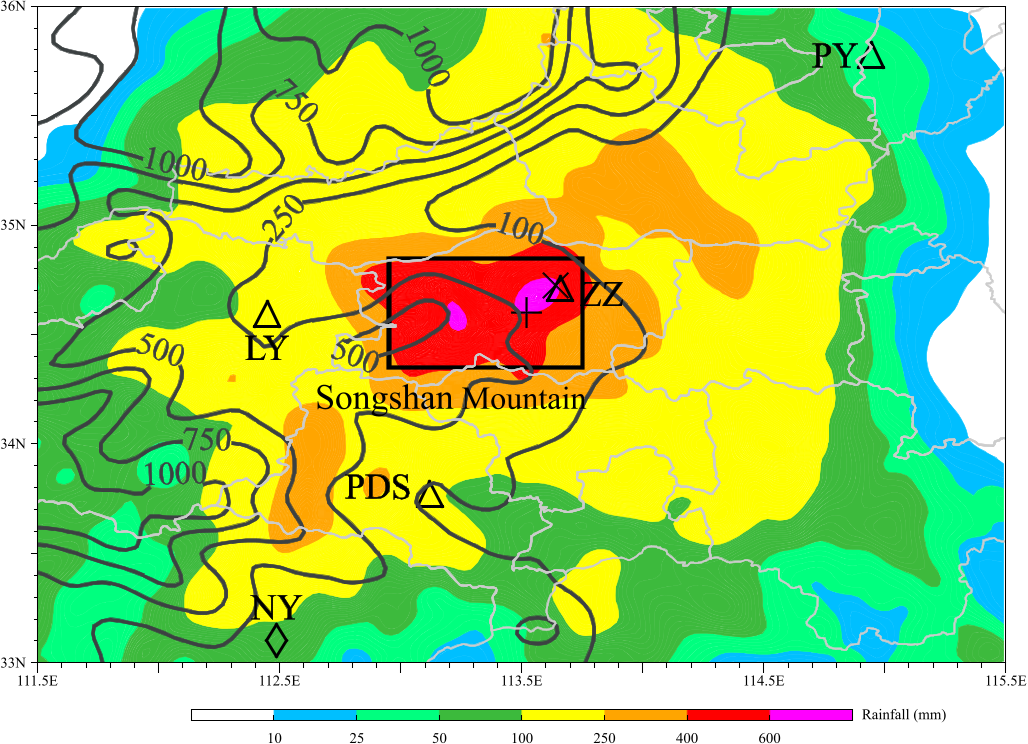 36N
1000
PY
750
1000
250
35N
100
ZZ
LY
500
500
Songshan Mountain
34N
750
1000
PDS
NY
33N
111.5E 112.5E 113.5E 114.5E 115.5E
Rainfall (mm)
10 25 50 100 250 400 600